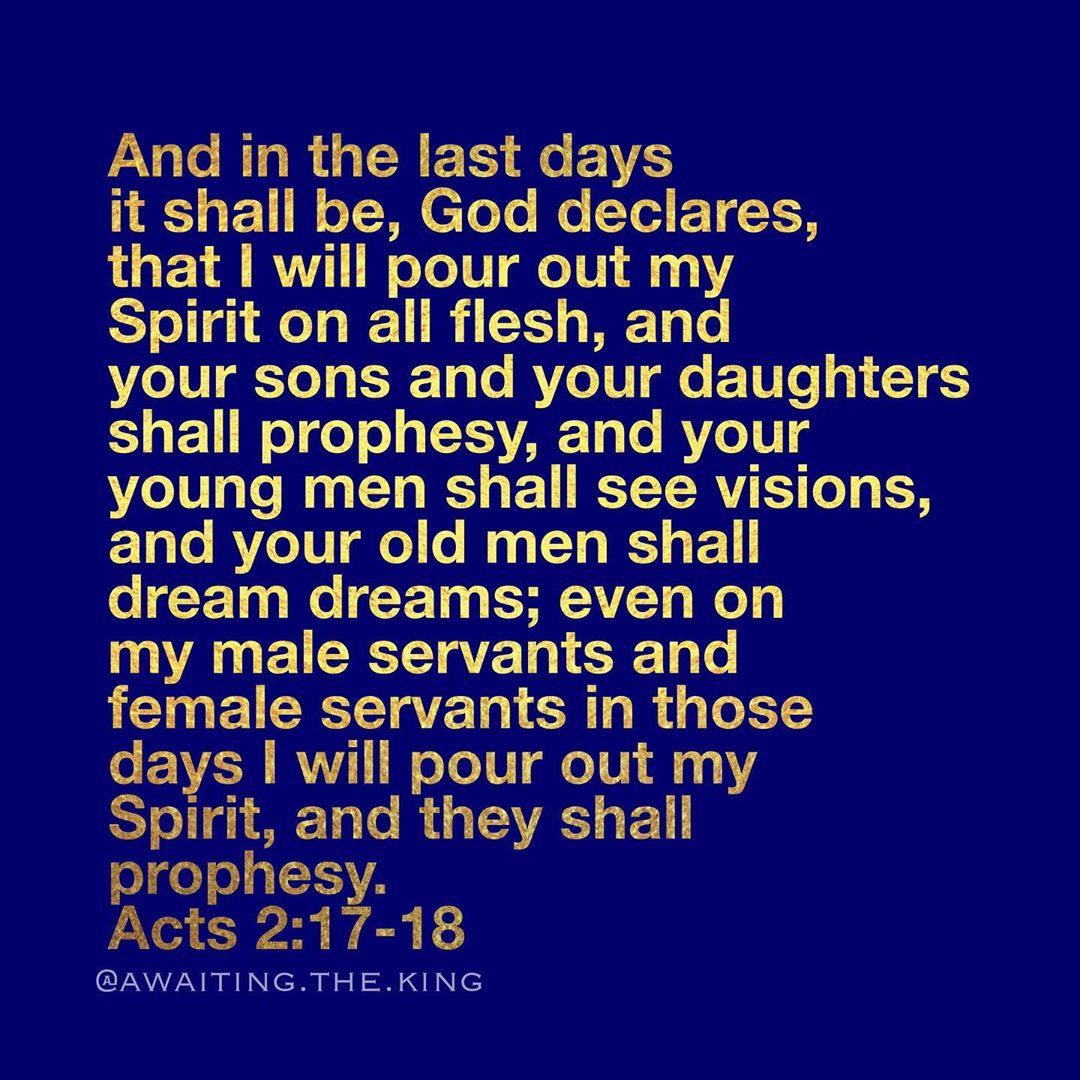 And in the last days
it shall be, God declares,
that I will pour out my
Spirit on all flesh, and
your sons and your daughters
shall prophesy, and your
young men shall see visions,
and your old men shall
dream dreams; even on
my male servants and
female servants in those
days I will pour out my
Spirit, and they shall
prophesy.
Acts 2:17-18
@AWAITING.THE.KING